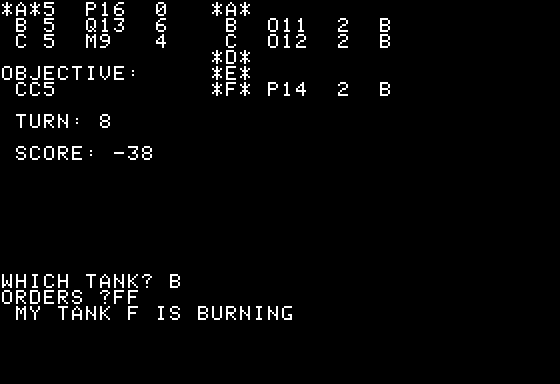 *A*5  P16  0   *A*
 B 5  Q13  6    B  O11  2  B
 C 5  M9   4    C  O12  2  B
               *D*
OBJECTIVE:     *E*
 CC5           *F* P14  2  B
 TURN: 8
 SCORE: -38
WHICH TANK? B
ORDERS ?FF
 MY TANK F IS BURNING